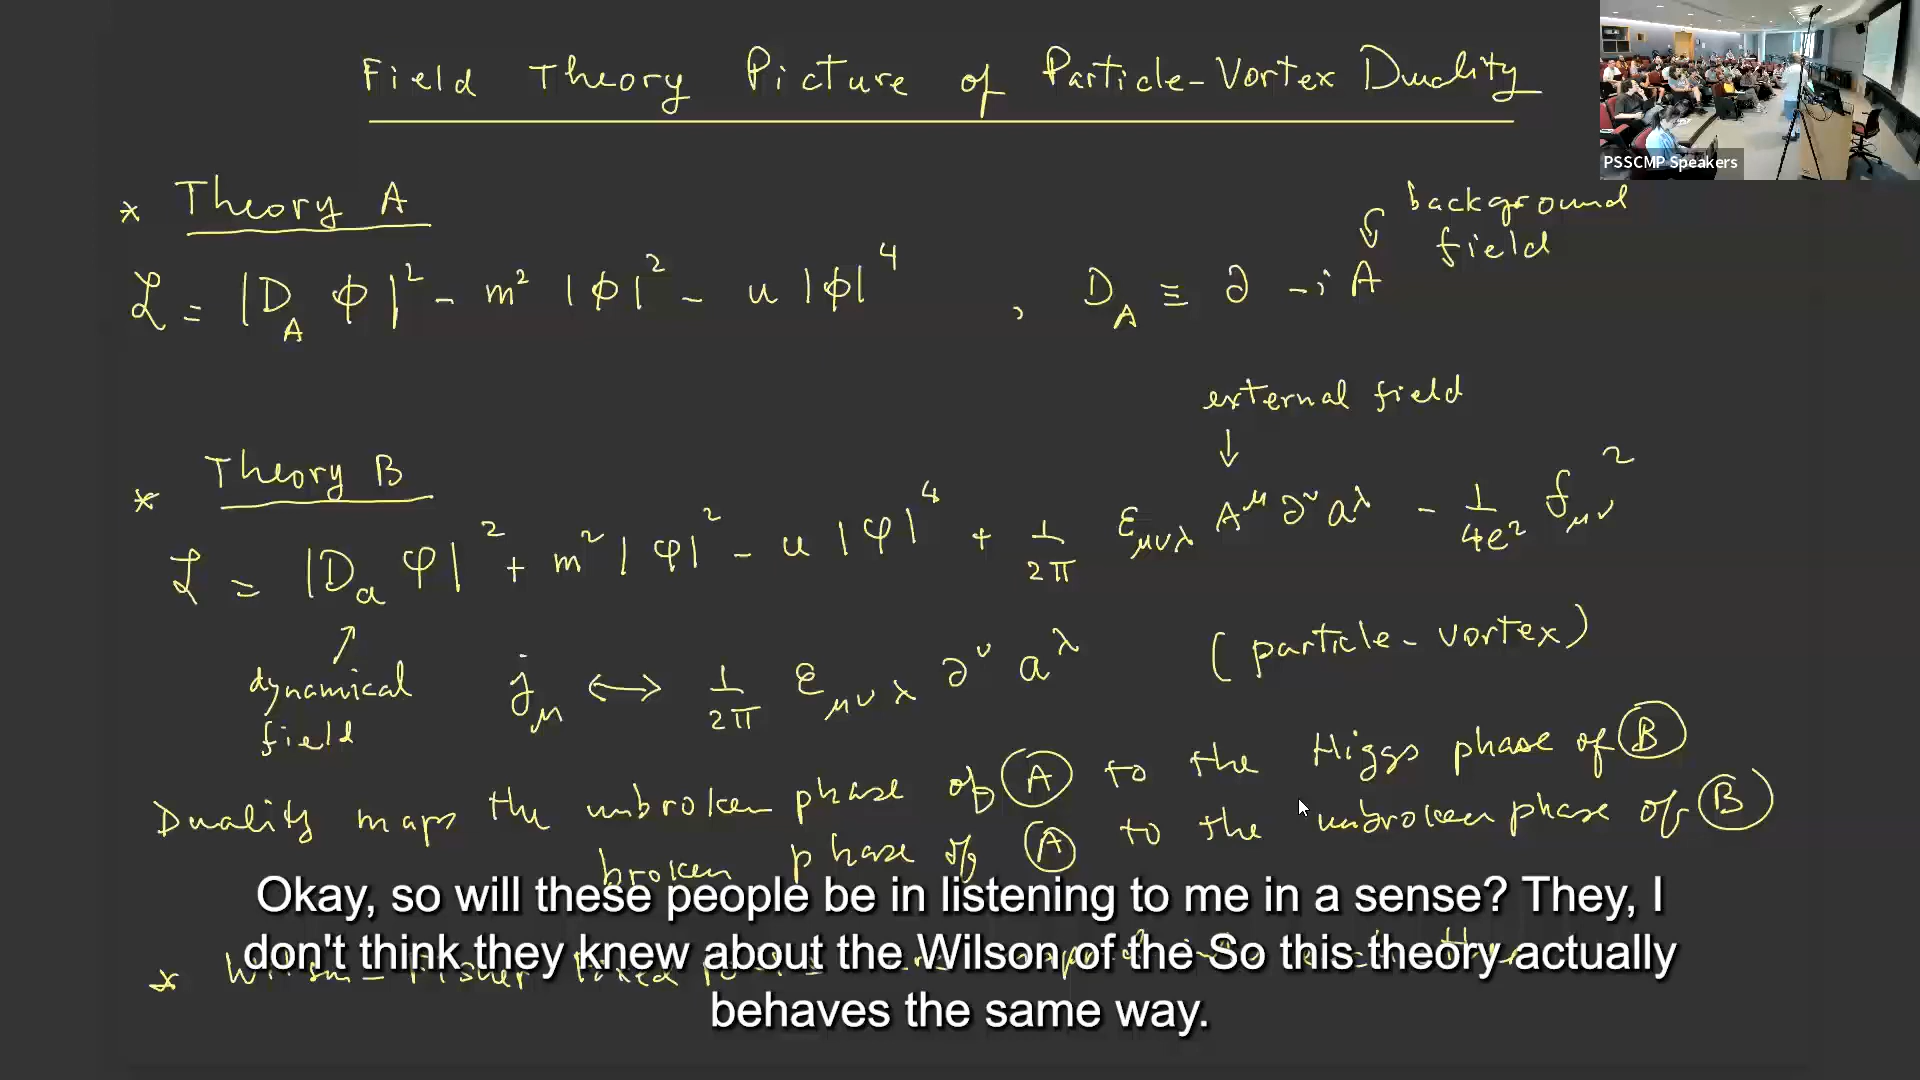 Field Theory Picture of Particle-Vortex Duality
PSSCMP Speakers
* Theory A
background field
ℒ = |D_A ϕ|² - m² |ϕ|² - u |ϕ|⁴ , D_A ≡ ∂ - i A
external field
* Theory B
ℒ = |D_a φ|² + m² |φ|² - u |φ|⁴ + 1/2π ε_μνλ A^μ ∂^ν a^λ - 1/4e² f_μν²
dynamical field
j_μ ↔ 1/2π ε_μνλ ∂^ν a^λ (particle-vortex)
Duality maps the unbroken phase of Ⓐ to the Higgs phase of Ⓑ
broken phase of Ⓐ to the unbroken phase of Ⓑ
* Wilson-Fisher fixed
Okay, so will these people be in listening to me in a sense? They, I
don't think they knew about the Wilson of the So this theory actually
behaves the same way.